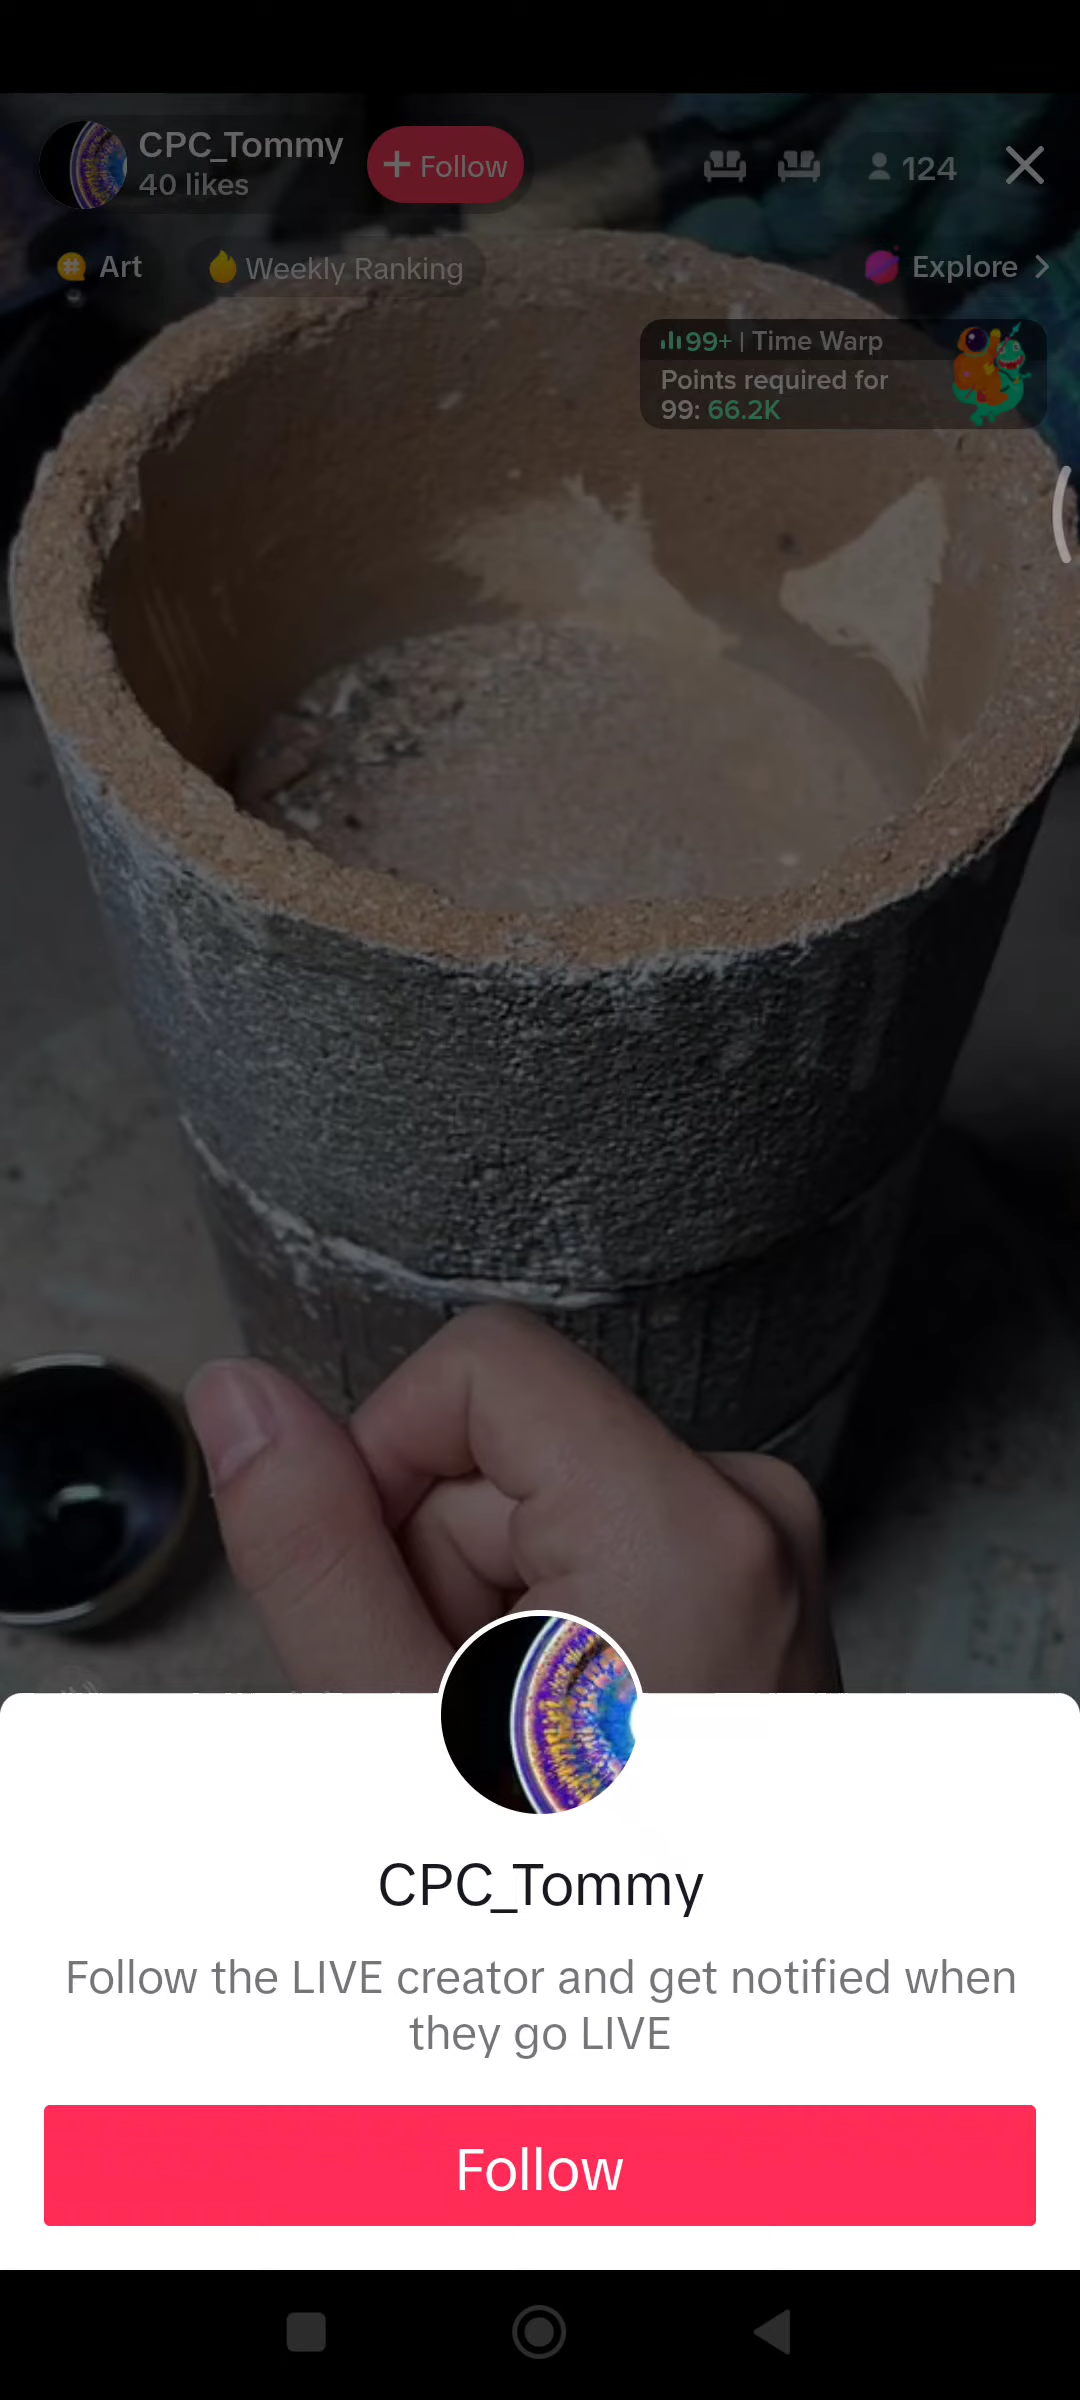 CPC_Tommy
40 likes
+ Follow
124
Art
Weekly Ranking
Explore
99+ | Time Warp
Points required for
99: 66.2K
CPC_Tommy
Follow the LIVE creator and get notified when
they go LIVE
Follow